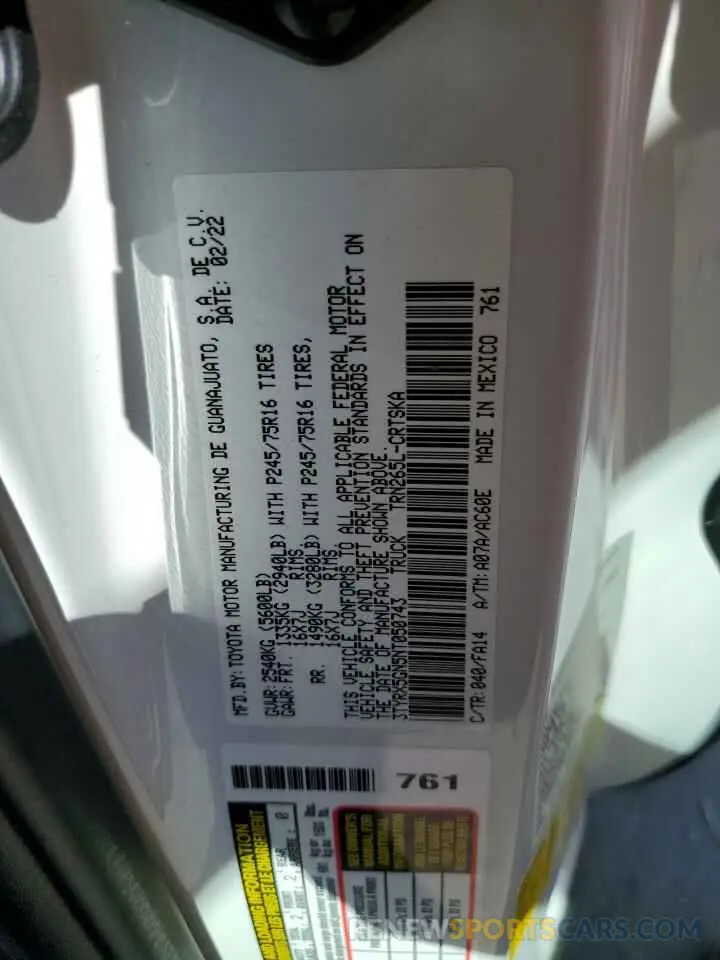 MFD.BY: TOYOTA MOTOR MANUFACTURING DE GUANAJUATO, S.A. DE C.V.
DATE: 02/22
GVWR: 2540KG (5600LB)
GAWR: FRT. 1335KG (2940LB) WITH P245/75R16 TIRES
16X7J RIMS
RR. 1490KG (3280LB) WITH P245/75R16 TIRES,
16X7J RIMS,
THIS VEHICLE CONFORMS TO ALL APPLICABLE FEDERAL MOTOR
VEHICLE SAFETY AND THEFT PREVENTION STANDARDS IN EFFECT ON
THE DATE OF MANUFACTURE SHOWN ABOVE.
3TYRX5GN5NT050743 TRUCK TRN265L-CRTSKA
C/TR: 040/FA14 A/TM: A07A/AC60E MADE IN MEXICO 761
761
LOADING INFORMATION
RENEWSPORTSCARS.COM